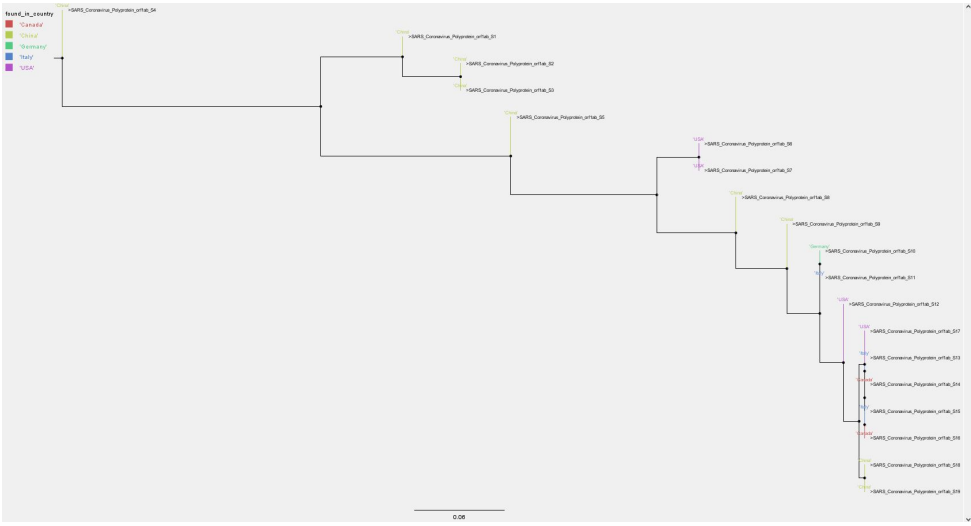 found_in_country
'Canada'
'China'
'Germany'
'Italy'
'USA'
'China'
>SARS_Coronavirus_Polyprotein_orf1ab_S4
'China'
>SARS_Coronavirus_Polyprotein_orf1ab_S1
'China'
>SARS_Coronavirus_Polyprotein_orf1ab_S2
'China'
>SARS_Coronavirus_Polyprotein_orf1ab_S3
'China'
>SARS_Coronavirus_Polyprotein_orf1ab_S5
'USA'
>SARS_Coronavirus_Polyprotein_orf1ab_S6
'USA'
>SARS_Coronavirus_Polyprotein_orf1ab_S7
'China'
>SARS_Coronavirus_Polyprotein_orf1ab_S8
'China'
>SARS_Coronavirus_Polyprotein_orf1ab_S9
'Germany'
>SARS_Coronavirus_Polyprotein_orf1ab_S10
'Italy'
>SARS_Coronavirus_Polyprotein_orf1ab_S11
'USA'
>SARS_Coronavirus_Polyprotein_orf1ab_S12
'USA'
>SARS_Coronavirus_Polyprotein_orf1ab_S17
'Italy'
>SARS_Coronavirus_Polyprotein_orf1ab_S13
'Canada'
>SARS_Coronavirus_Polyprotein_orf1ab_S14
'Italy'
>SARS_Coronavirus_Polyprotein_orf1ab_S15
'Canada'
>SARS_Coronavirus_Polyprotein_orf1ab_S16
'China'
>SARS_Coronavirus_Polyprotein_orf1ab_S18
'China'
>SARS_Coronavirus_Polyprotein_orf1ab_S19
0.06